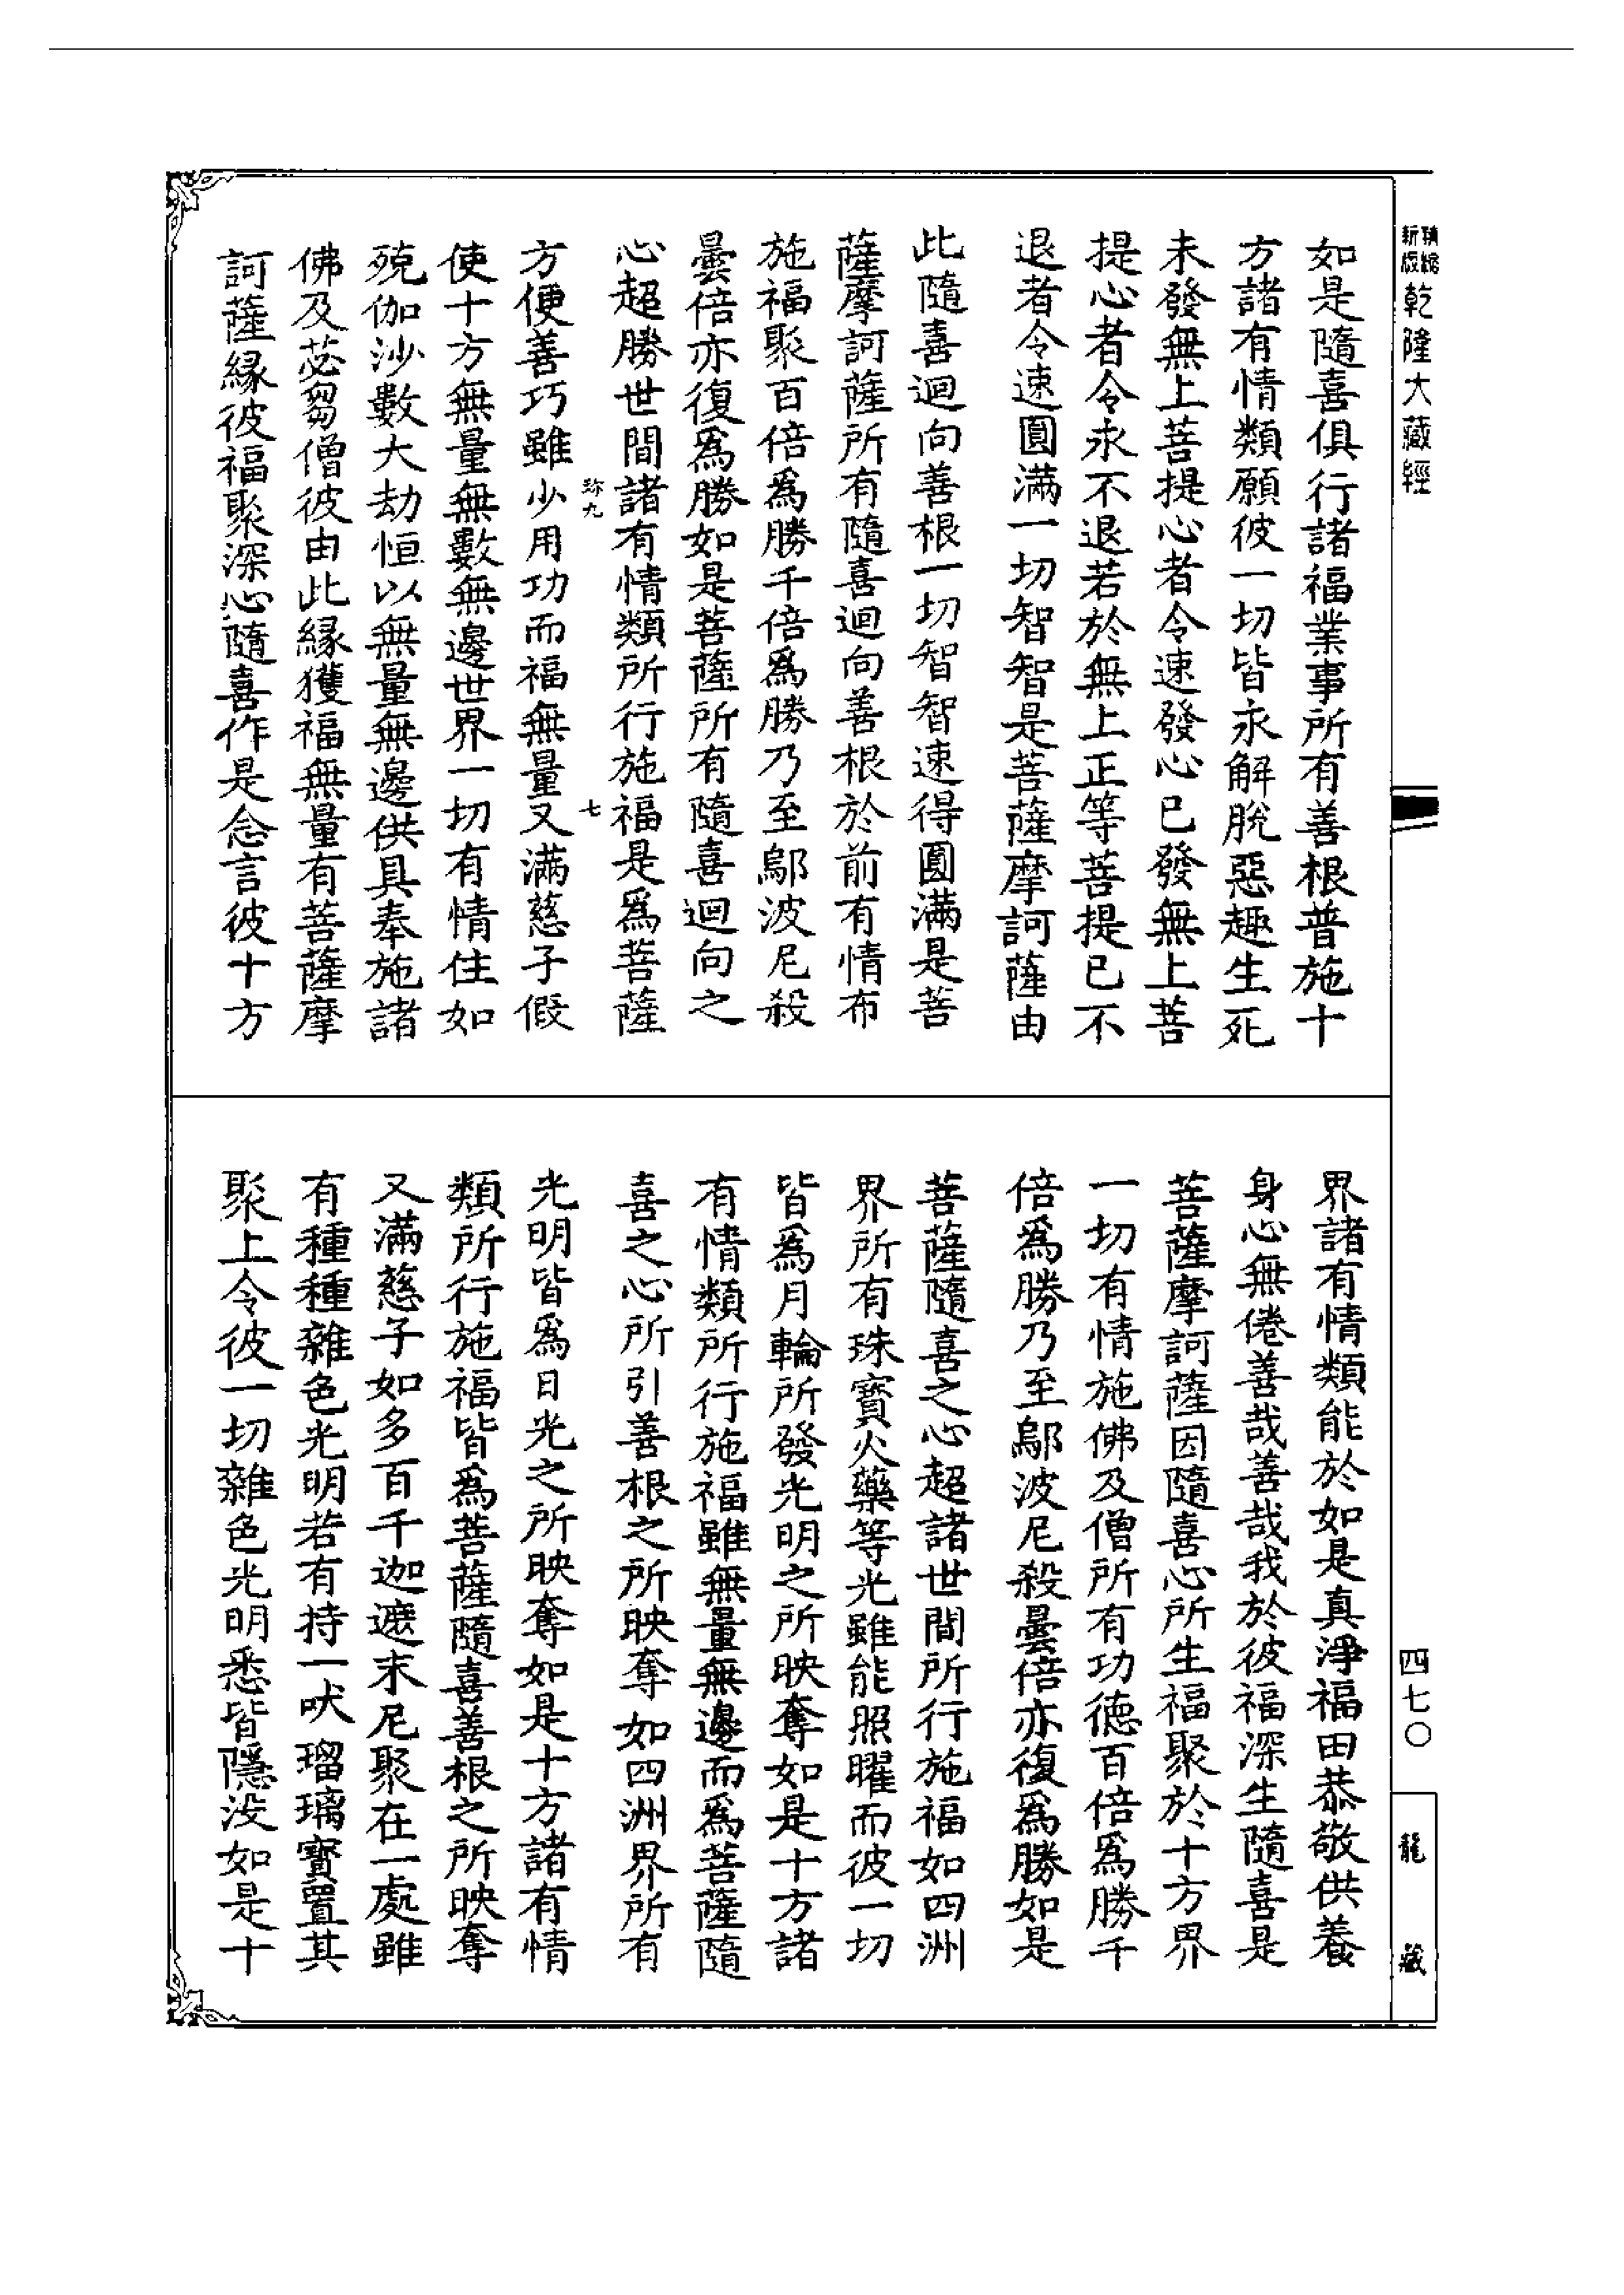 新版精縮乾隆大藏經
四七〇
龍藏
如是隨喜俱行諸福業事所有善根普施十
方諸有情類願彼一切皆永解脫惡趣生死
未發無上菩提心者令速發心已發無上菩
提心者令永不退若於無上正等菩提已不
退者令速圓滿一切智智是菩薩摩訶薩由
此隨喜迴向善根一切智智速得圓滿是菩
薩摩訶薩所有隨喜迴向善根於前有情布
施福聚百倍爲勝千倍爲勝乃至鄔波尼殺
曇倍亦復爲勝如是菩薩所有隨喜迴向之
心超勝世間諸有情類所行施福是爲菩薩
珎九 七
方便善巧雖少用功而福無量又滿慈子假
使十方無量無數無邊世界一切有情住如
殑伽沙數大劫恒以無量無邊供具奉施諸
佛及苾芻僧彼由此緣獲福無量有菩薩摩
訶薩緣彼福聚深心隨喜作是念言彼十方
界諸有情類能於如是真淨福田恭敬供養
身心無倦善哉善哉我於彼福深生隨喜是
菩薩摩訶薩因隨喜心所生福聚於十方界
一切有情施佛及僧所有功德百倍爲勝千
倍爲勝乃至鄔波尼殺曇倍亦復爲勝如是
菩薩隨喜之心超諸世間所行施福如四洲
界所有珠寶火藥等光雖能照曜而彼一切
皆爲月輪所發光明之所映奪如是十方諸
有情類所行施福雖無量無邊而爲菩薩隨
喜之心所引善根之所映奪如四洲界所有
光明皆爲日光之所映奪如是十方諸有情
類所行施福皆爲菩薩隨喜善根之所映奪
又滿慈子如多百千迦遮末尼聚在一處雖
有種種雜色光明若有持一吠瑠璃寶置其
聚上令彼一切雜色光明悉皆隱没如是十